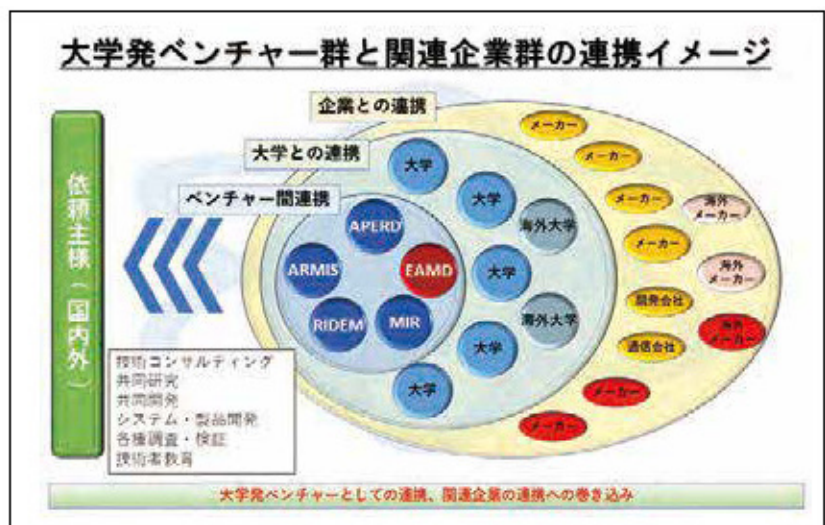 大学発ベンチャー群と関連企業群の連携イメージ
企業との連携
大学との連携
ベンチャー間連携
依頼主様(国内外)
APERD
ARMIS
EAMD
RIDEM
MIR
大学
大学
海外大学
大学
海外大学
大学
大学
メーカー
メーカー
メーカー
海外
メーカー
メーカー
海外
メーカー
開発会社
海外
メーカー
通信会社
メーカー
メーカー
技術コンサルティング
共同研究
共同開発
システム・製品開発
各種調査・検証
技術者教育
大学発ベンチャーとしての連携、関連企業の連携への巻き込み